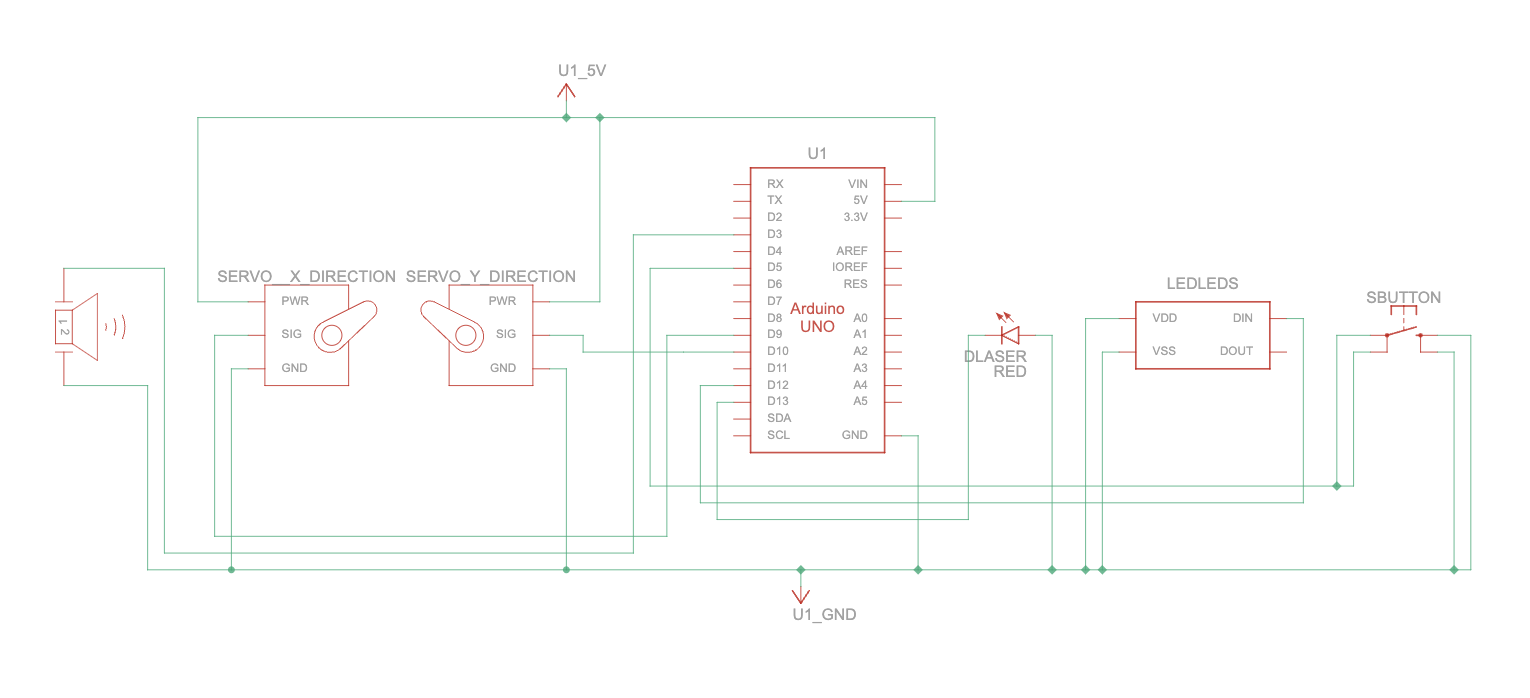 U1_5V
U1
RX
VIN
TX
5V
D2
3.3V
D3
D4
AREF
D5
IOREF
D6
RES
D7
D8
A0
D9
A1
D10
A2
D11
A3
D12
A4
D13
A5
SDA
SCL
GND
Arduino
UNO
SERVO__X_DIRECTION
PWR
SIG
GND
SERVO_Y_DIRECTION
PWR
SIG
GND
1 2
DLASER
RED
LEDLEDS
VDD
DIN
VSS
DOUT
SBUTTON
U1_GND